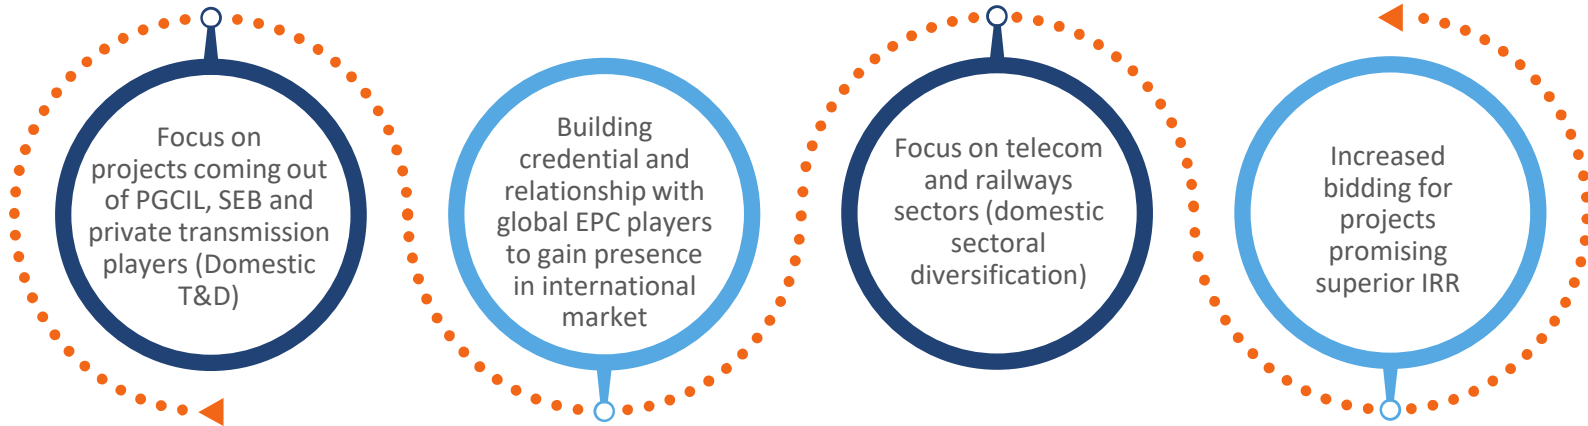 Focus on
projects coming out
of PGCIL, SEB and
private transmission
players (Domestic
T&D)
Building
credential and
relationship with
global EPC players
to gain presence
in international
market
Focus on telecom
and railways
sectors (domestic
sectoral
diversification)
Increased
bidding for
projects
promising
superior IRR